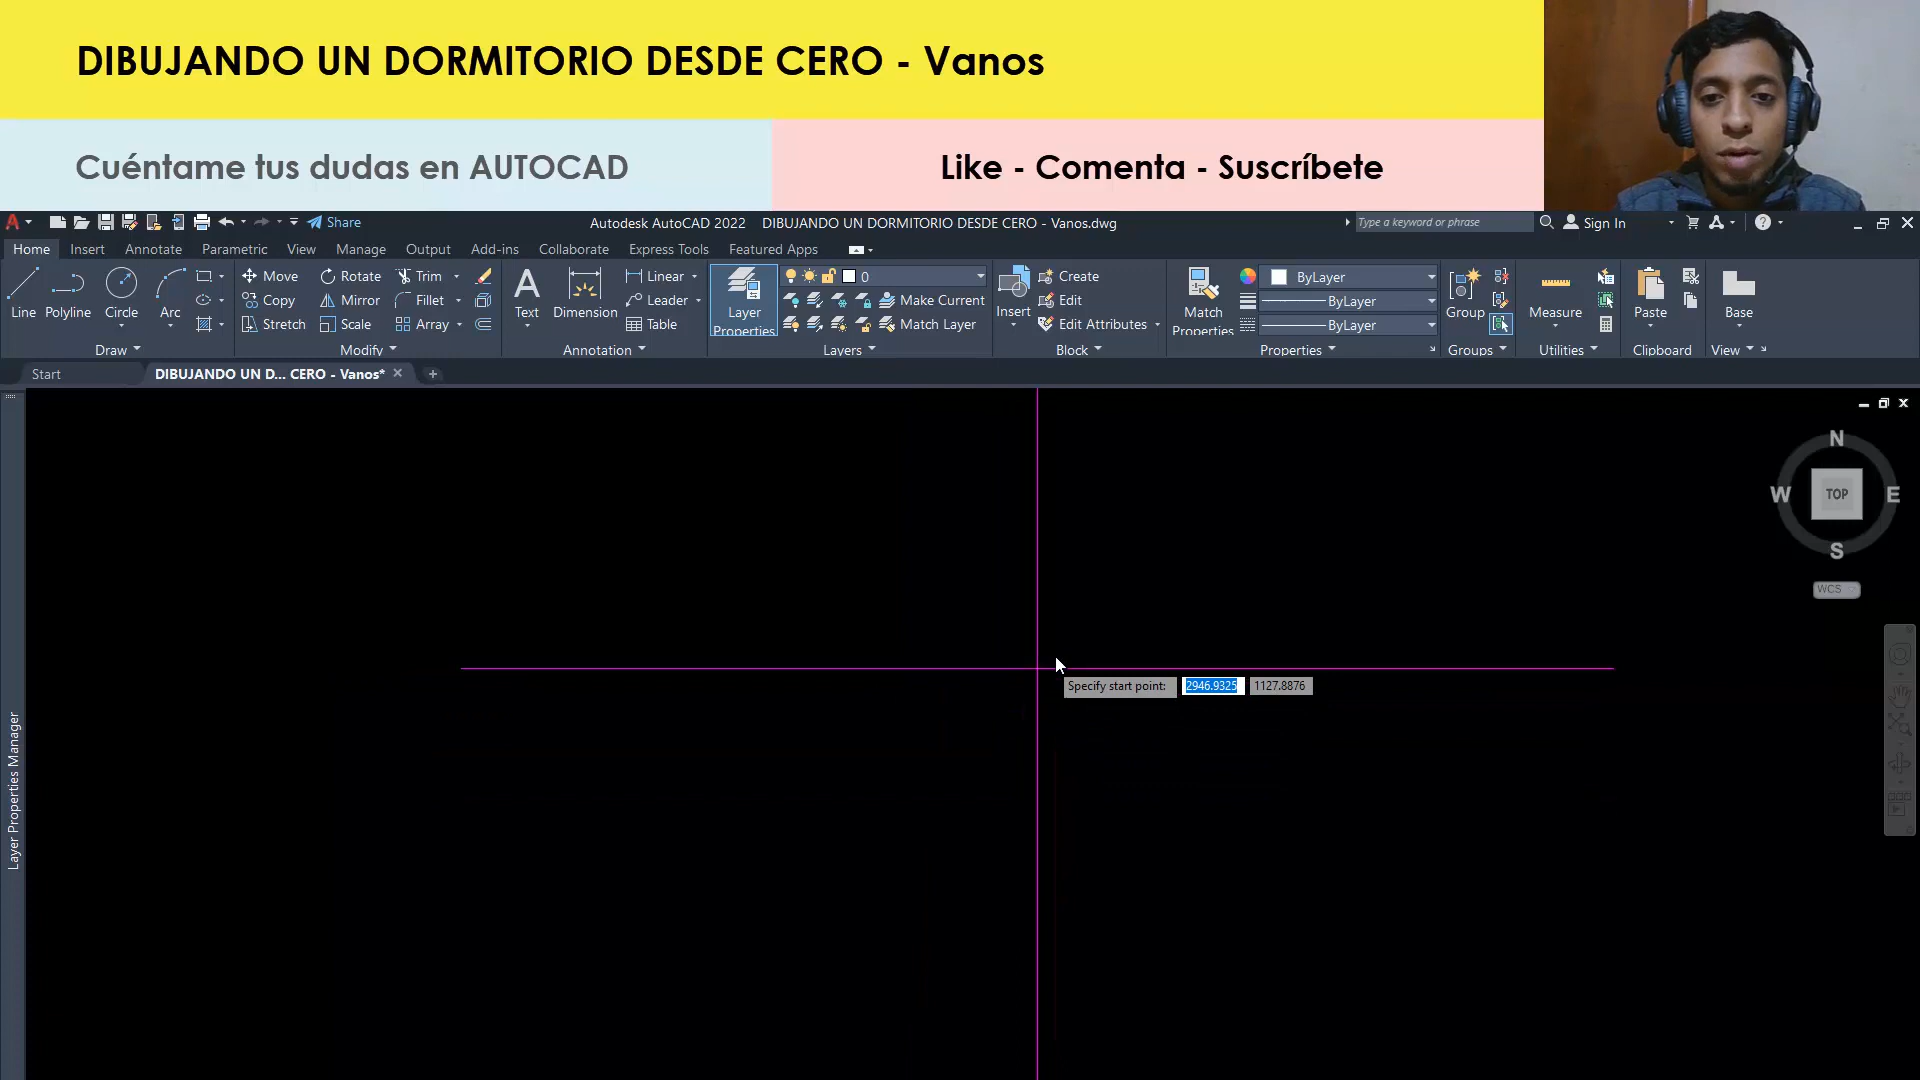 DIBUJANDO UN DORMITORIO DESDE CERO - Vanos
Cuéntame tus dudas en AUTOCAD
Like - Comenta - Suscríbete
Share
Autodesk AutoCAD 2022 DIBUJANDO UN DORMITORIO DESDE CERO - Vanos.dwg
Type a keyword or phrase
Sign In
Home Insert Annotate Parametric View Manage Output Add-ins Collaborate Express Tools Featured Apps
Line Polyline Circle Arc
Move Rotate Trim
Copy Mirror Fillet
Stretch Scale Array
Text Dimension
Linear
Leader
Table
Layer Properties
0
Make Current
Match Layer
Insert
Create
Edit
Edit Attributes
Match Properties
ByLayer
ByLayer
ByLayer
Group
Measure
Paste
Base
Draw Modify Annotation Layers Block Properties Groups Utilities Clipboard View
Start
DIBUJANDO UN D... CERO - Vanos*
N
W TOP E
S
WCS
Specify start point: 2946.9325 1127.8876
Layer Properties Manager